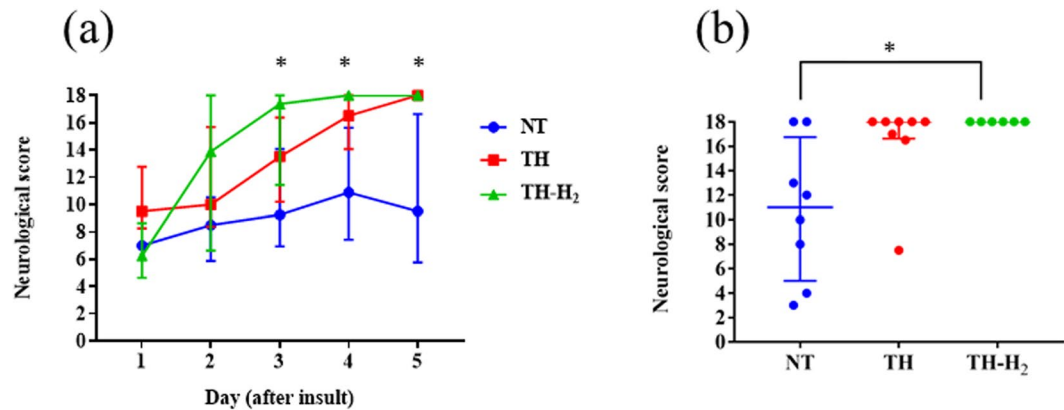 (a)
* * *
Neurological score
18
16
14
12
10
8
6
4
2
0
1 2 3 4 5
Day (after insult)
NT
TH
TH-H₂
(b)
*
Neurological score
18
16
14
12
10
8
6
4
2
0
NT TH TH-H₂